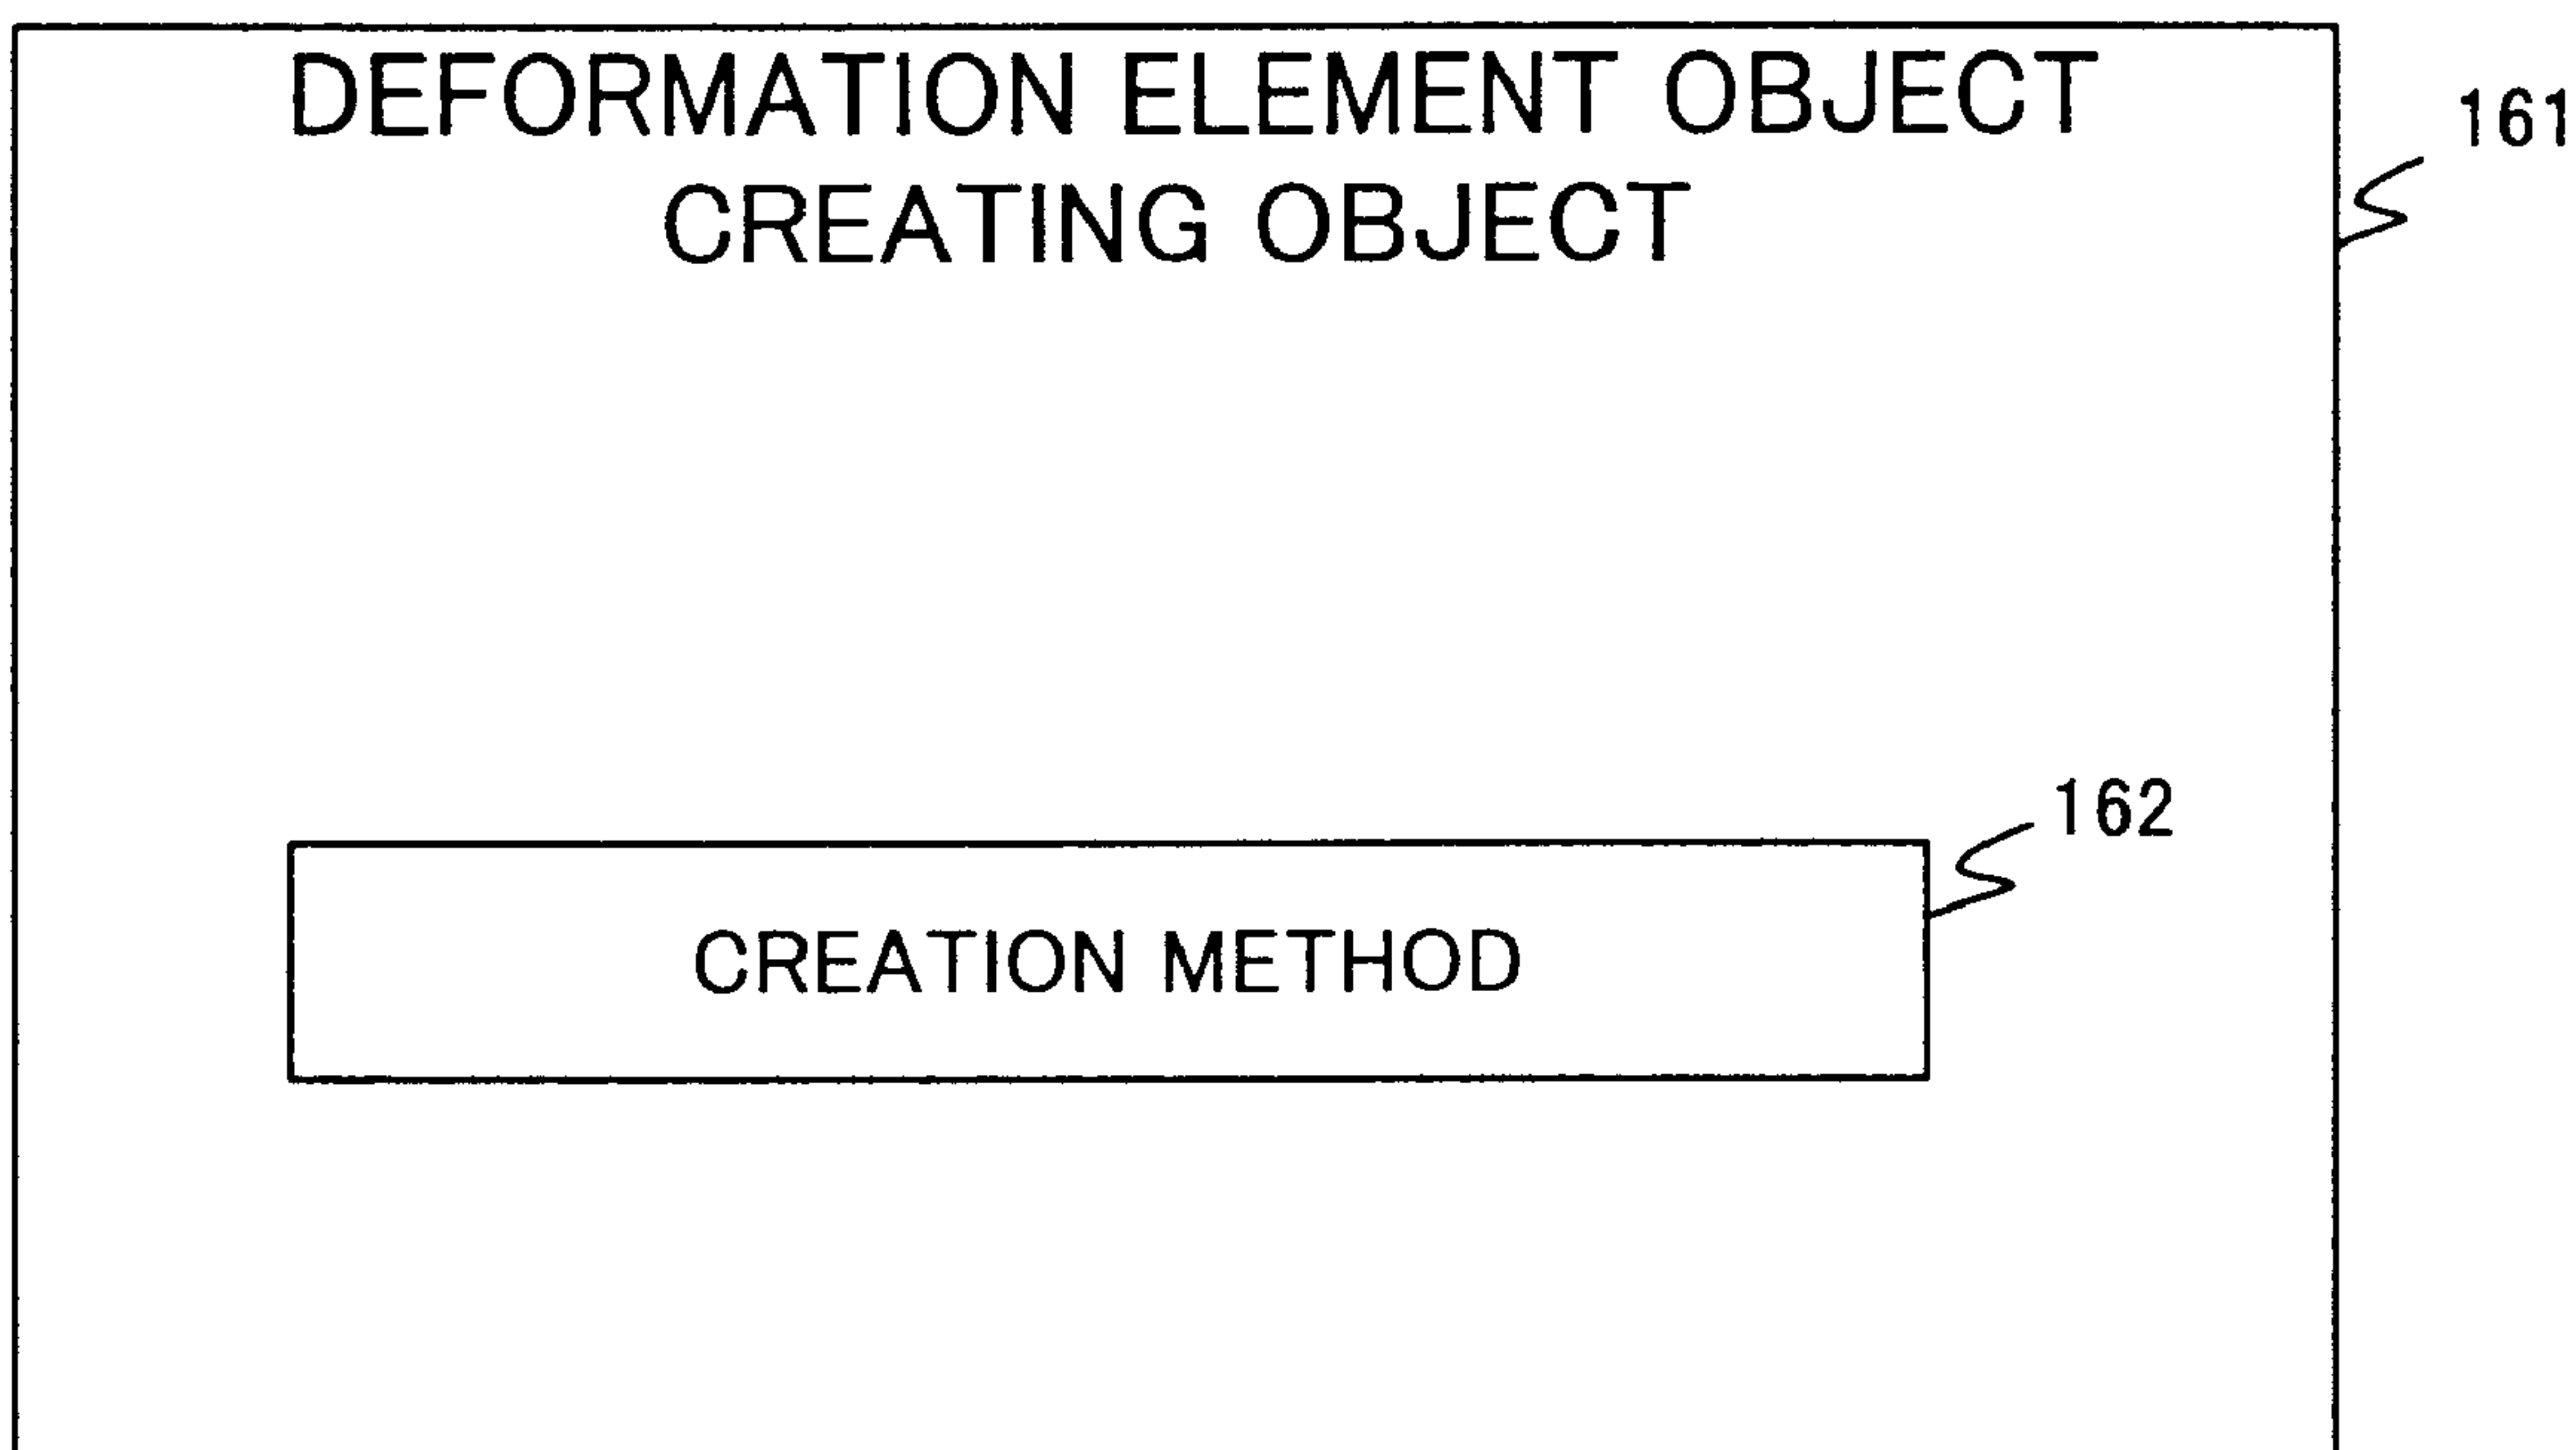 DEFORMATION ELEMENT OBJECT
CREATING OBJECT
161
162
CREATION METHOD